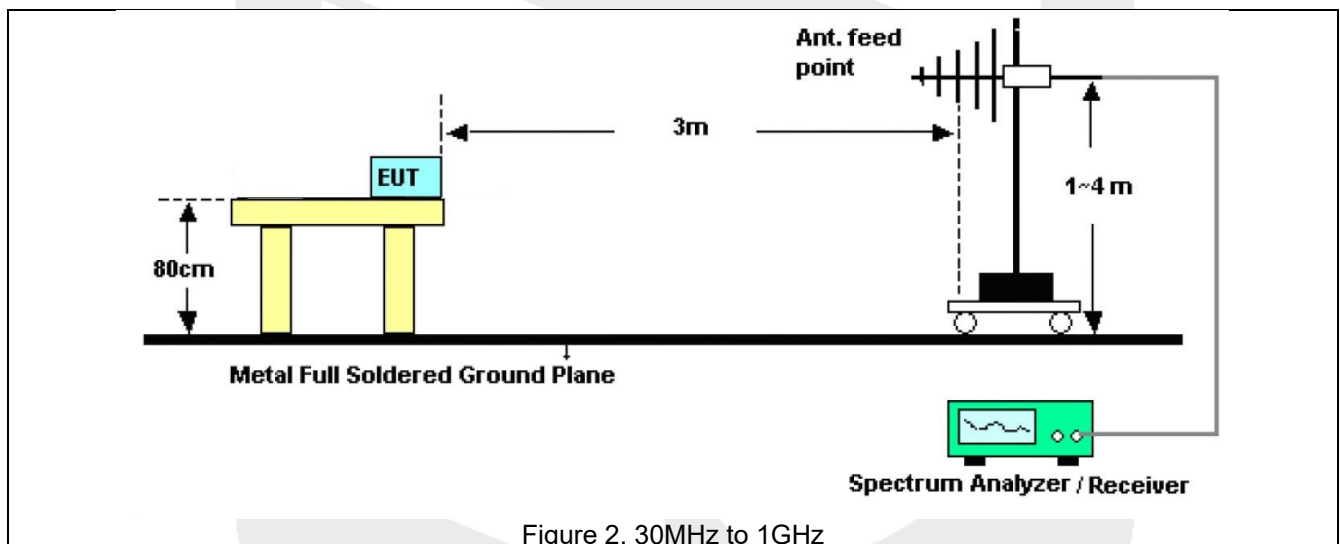 Ant. feed
point
3m
EUT
1~4 m
80cm
Metal Full Soldered Ground Plane
Spectrum Analyzer / Receiver
Figure 2. 30MHz to 1GHz